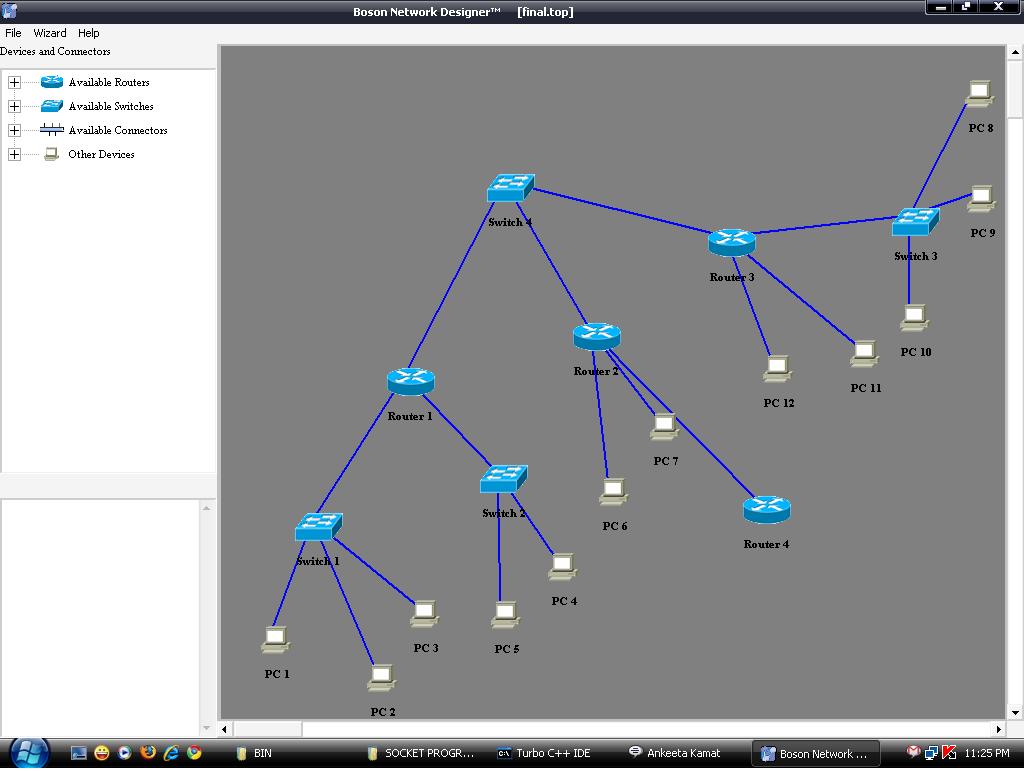 Boson Network Designer™ [final.top]
File Wizard Help
Devices and Connectors
Available Routers
Available Switches
Available Connectors
Other Devices
PC 8
Switch 4
PC 9
Switch 3
Router 3
PC 10
Router 2
PC 11
PC 12
Router 1
PC 7
Switch 2
PC 6
Router 4
Switch 1
PC 4
PC 3
PC 5
PC 1
PC 2
BIN
SOCKET PROGR...
Turbo C++ IDE
Ankeeta Kamat
Boson Network ...
11:25 PM